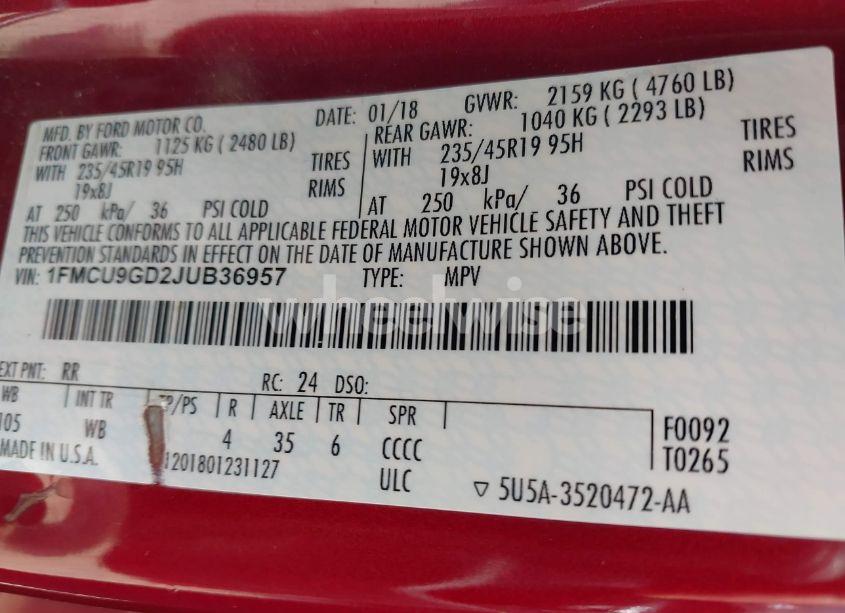 MFD. BY FORD MOTOR CO. DATE: 01/18 GVWR: 2159 KG ( 4760 LB)
FRONT GAWR: 1125 KG ( 2480 LB) REAR GAWR: 1040 KG ( 2293 LB)
WITH 235/45R19 95H TIRES WITH 235/45R19 95H TIRES
19x8J RIMS 19x8J RIMS
AT 250 kPa/ 36 PSI COLD AT 250 kPa/ 36 PSI COLD
THIS VEHICLE CONFORMS TO ALL APPLICABLE FEDERAL MOTOR VEHICLE SAFETY AND THEFT
PREVENTION STANDARDS IN EFFECT ON THE DATE OF MANUFACTURE SHOWN ABOVE.
VIN: 1FMCU9GD2JUB36957 TYPE: MPV
wheelwise
EXT PNT: RR RC: 24 DSO:
WB INT TR TP/PS R AXLE TR SPR
105 WB 4 35 6 CCCC F0092
MADE IN U.S.A. 1201801231127 ULC T0265
5U5A-3520472-AA